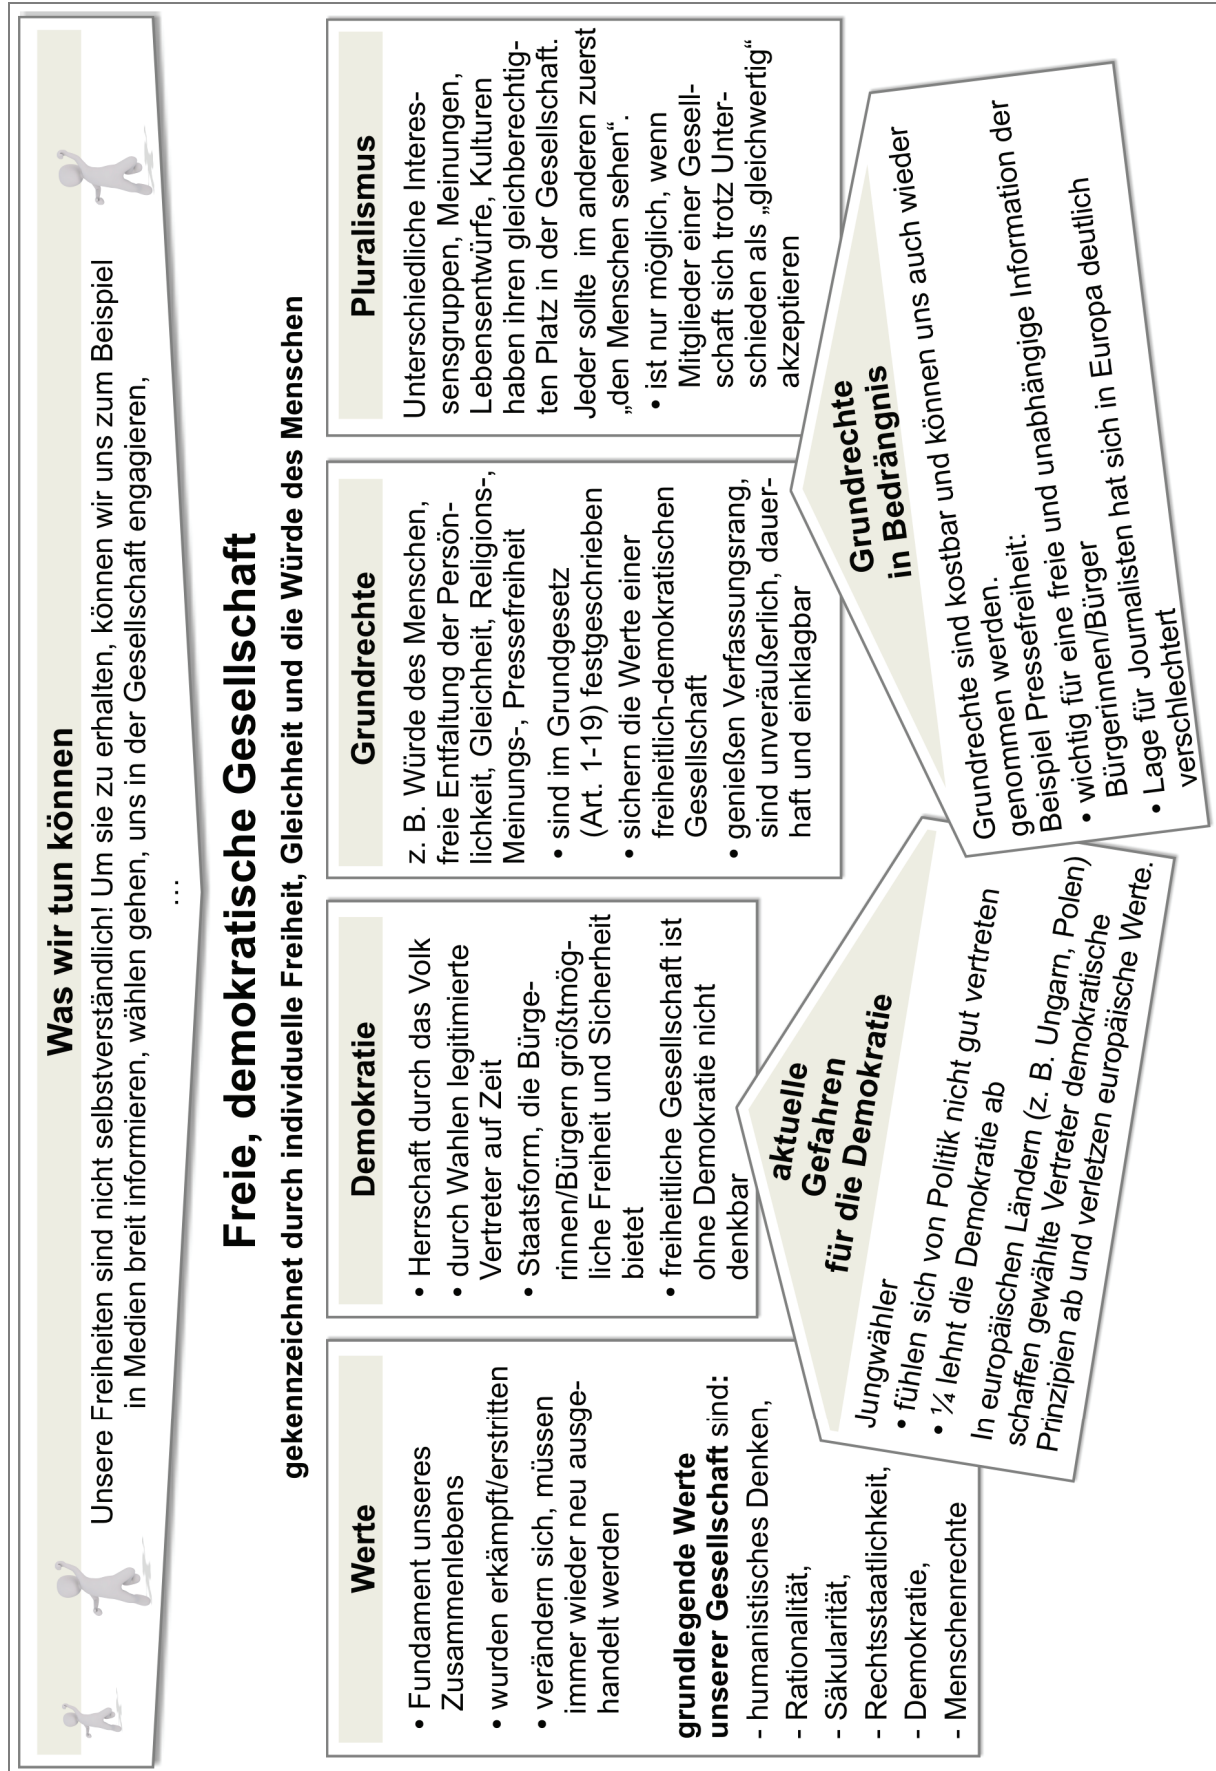 Was wir tun können
Unsere Freiheiten sind nicht selbstverständlich! Um sie zu erhalten, können wir uns zum Beispiel
in Medien breit informieren, wählen gehen, uns in der Gesellschaft engagieren,
…
Freie, demokratische Gesellschaft
gekennzeichnet durch individuelle Freiheit, Gleichheit und die Würde des Menschen
Werte
• Fundament unseres
Zusammenlebens
• wurden erkämpft/erstritten
• verändern sich, müssen
immer wieder neu ausge-
handelt werden
grundlegende Werte
unserer Gesellschaft sind:
- humanistisches Denken,
- Rationalität,
- Säkularität,
- Rechtsstaatlichkeit,
- Demokratie,
- Menschenrechte
Demokratie
• Herrschaft durch das Volk
• durch Wahlen legitimierte
Vertreter auf Zeit
• Staatsform, die Bürge-
rinnen/Bürgern größtmög-
liche Freiheit und Sicherheit
bietet
• freiheitliche Gesellschaft ist
ohne Demokratie nicht
denkbar
Grundrechte
z. B. Würde des Menschen,
freie Entfaltung der Persön-
lichkeit, Gleichheit, Religions-,
Meinungs-, Pressefreiheit
• sind im Grundgesetz
(Art. 1-19) festgeschrieben
• sichern die Werte einer
freiheitlich-demokratischen
Gesellschaft
• genießen Verfassungsrang,
sind unveräußerlich, dauer-
haft und einklagbar
Pluralismus
Unterschiedliche Interes-
sensgruppen, Meinungen,
Lebensentwürfe, Kulturen
haben ihren gleichberechtig-
ten Platz in der Gesellschaft.
Jeder sollte im anderen zuerst
„den Menschen sehen“.
• ist nur möglich, wenn
Mitglieder einer Gesell-
schaft sich trotz Unter-
schieden als „gleichwertig“
akzeptieren
aktuelle
Gefahren
für die Demokratie
Jungwähler
• fühlen sich von Politik nicht gut vertreten
• ¼ lehnt die Demokratie ab
In europäischen Ländern (z. B. Ungarn, Polen)
schaffen gewählte Vertreter demokratische
Prinzipien ab und verletzen europäische Werte.
Grundrechte
in Bedrängnis
Grundrechte sind kostbar und können uns auch wieder
genommen werden.
Beispiel Pressefreiheit:
• wichtig für eine freie und unabhängige Information der
Bürgerinnen/Bürger
• Lage für Journalisten hat sich in Europa deutlich
verschlechtert